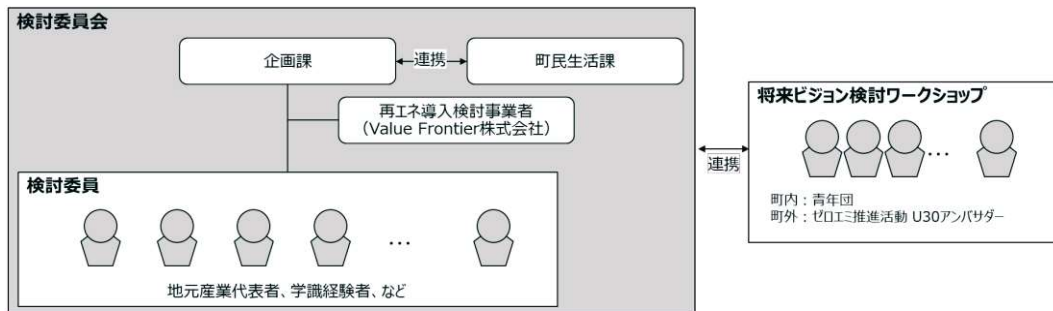 検討委員会
企画課
連携
町民生活課
再エネ導入検討事業者
（Value Frontier株式会社）
検討委員
…
地元産業代表者、学識経験者、など
連携
将来ビジョン検討ワークショップ
…
町内：青年団
町外：ゼロエミ推進活動 U30アンバサダー